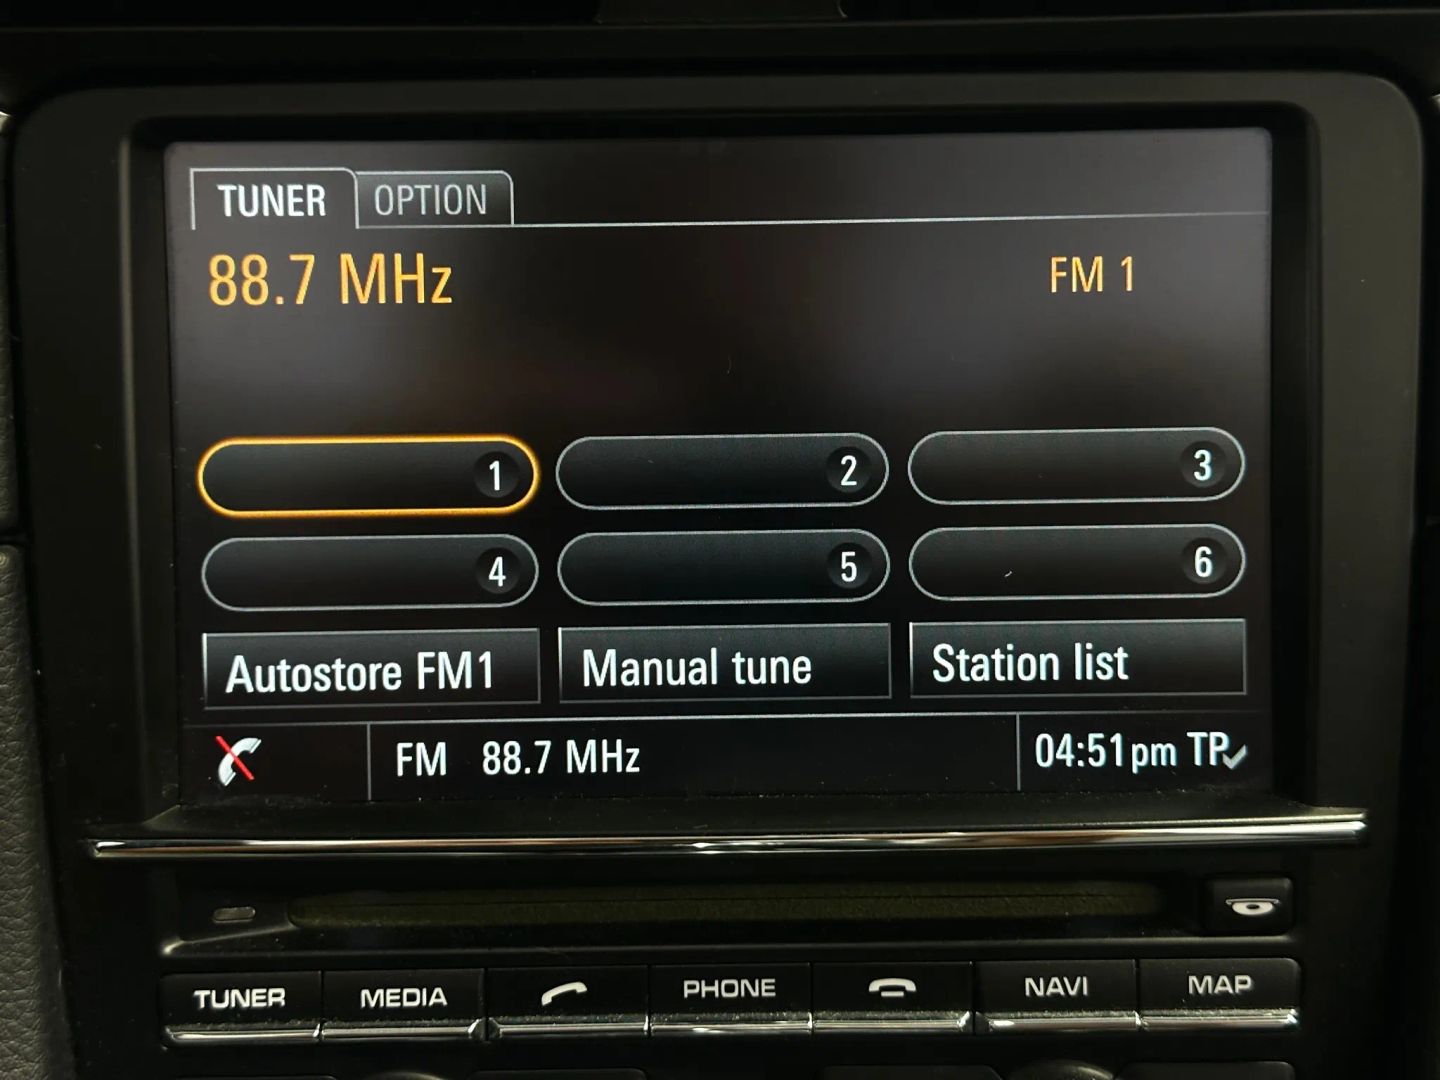 TUNER OPTION
88.7 MHz FM 1
1 2 3
4 5 6
Autostore FM1 Manual tune Station list
FM 88.7 MHz 04:51pm TP
TUNER MEDIA PHONE NAVI MAP